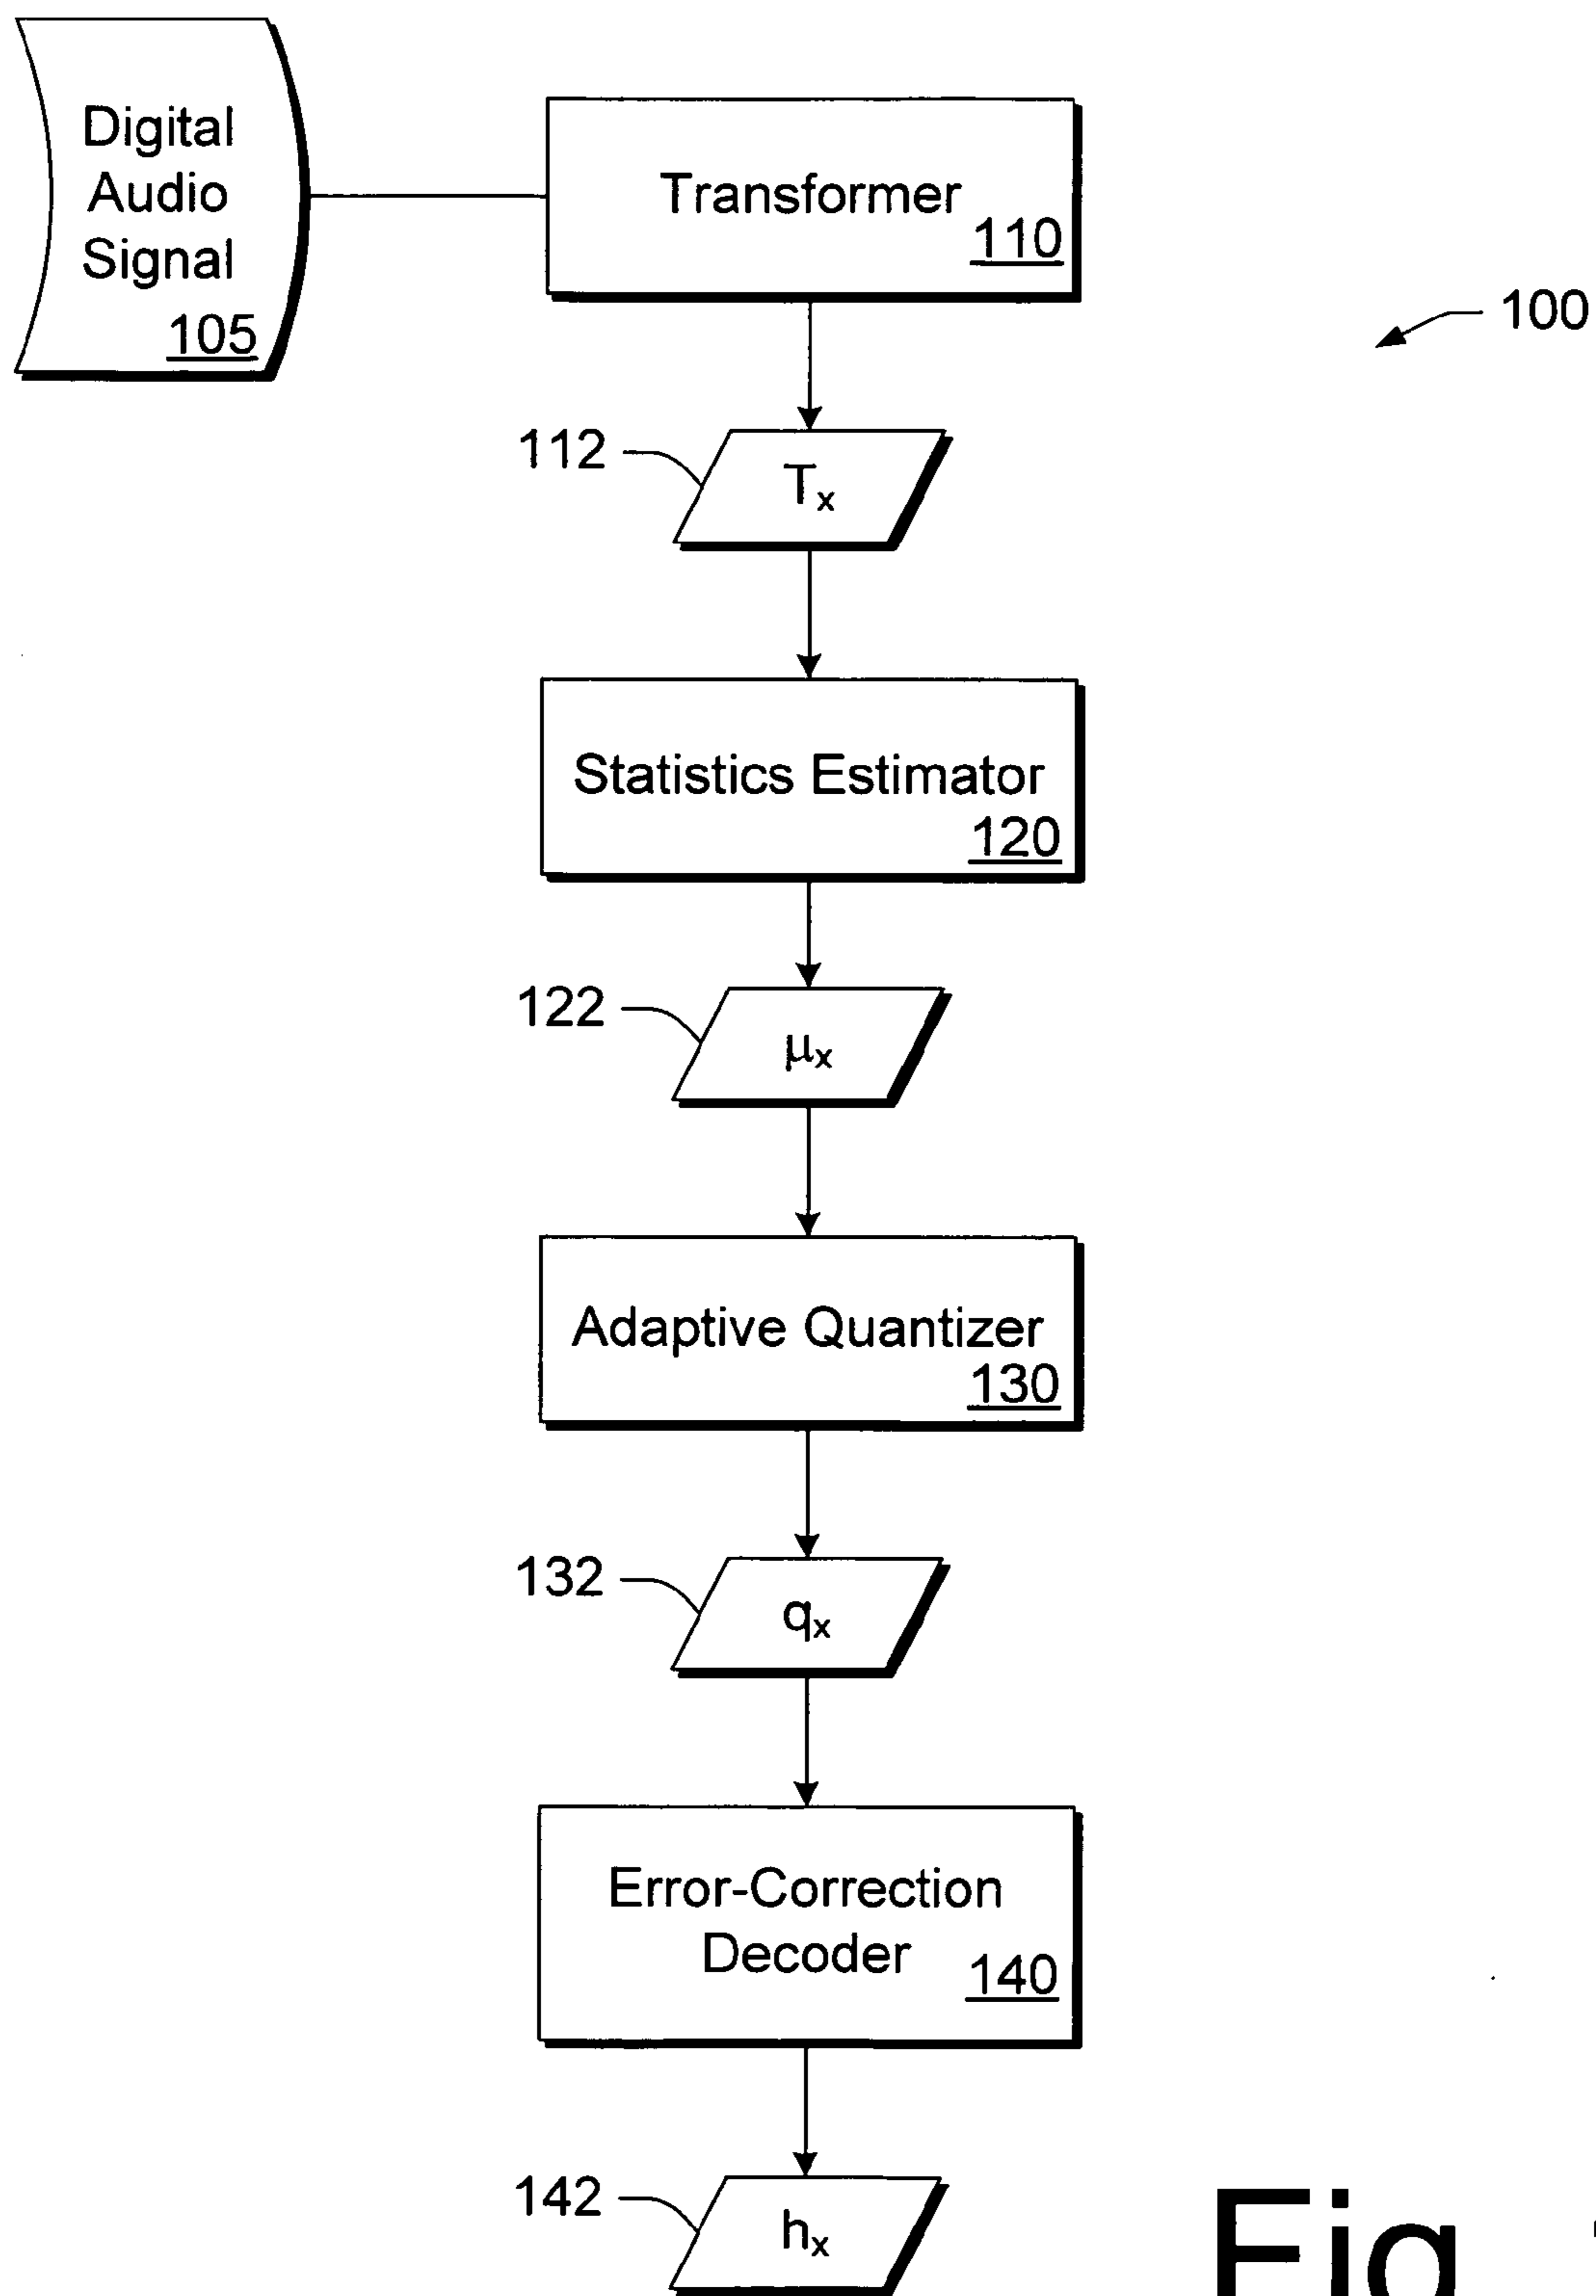 Digital
Audio
Signal
105
Transformer
110
100
112
Tx
Statistics Estimator
120
122
μx
Adaptive Quantizer
130
132
qx
Error-Correction
Decoder
140
142
hx
Fig